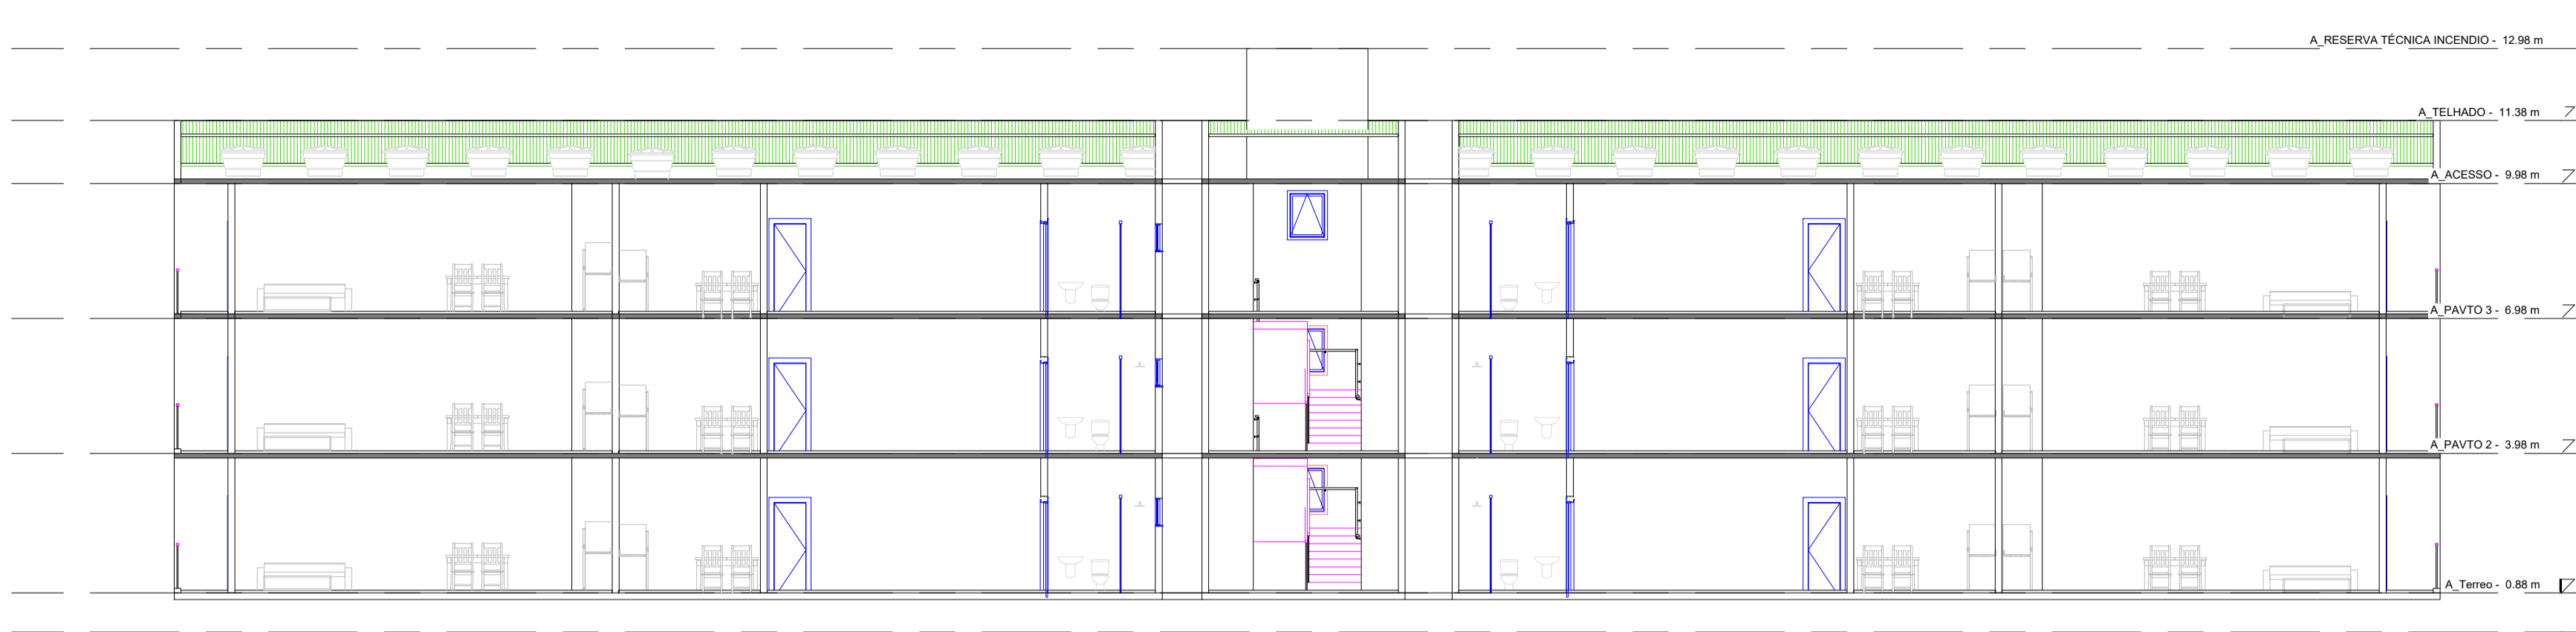 A_RESERVA TÉCNICA INCENDIO - 12.98 m
A_TELHADO - 11.38 m
A_ACESSO - 9.98 m
A_PAVTO 3 - 6.98 m
A_PAVTO 2 - 3.98 m
A_Terreo - 0.88 m